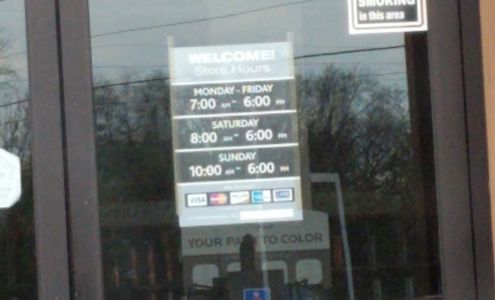 SMOKING
in this area
WELCOME!
Store Hours
MONDAY - FRIDAY
7:00 AM - 6:00 PM
SATURDAY
8:00 AM - 6:00 PM
SUNDAY
10:00 AM - 6:00 PM
VISA
YOUR PATH TO COLOR